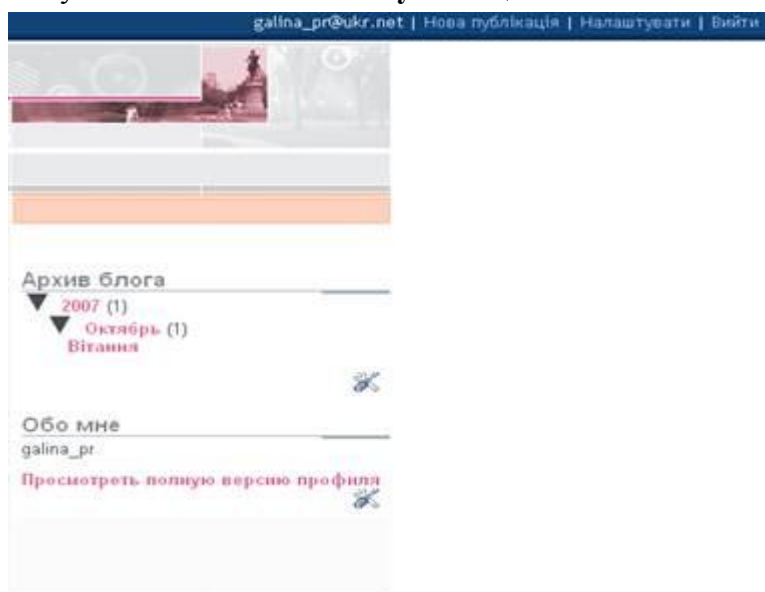 galina_pr@ukr.net | Нова публікація | Налаштувати | Вийти
Архив блога
▼ 2007 (1)
▼ Октябрь (1)
Вітання
Обо мне
galina_pr
Просмотреть полную версию профиля